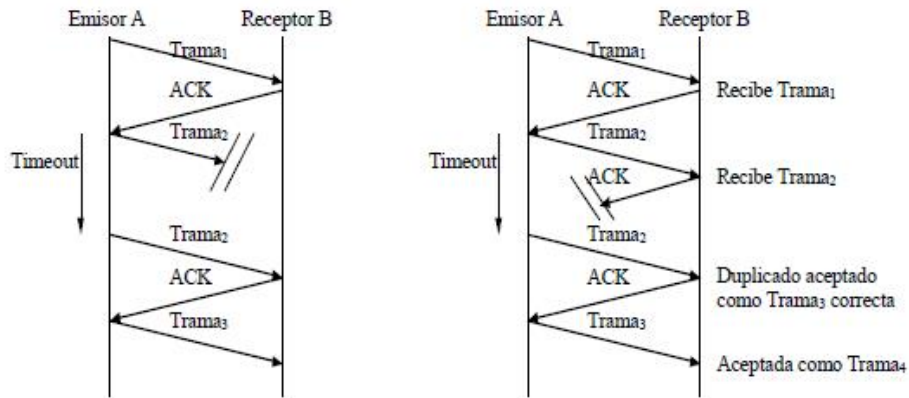 Emisor A
Receptor B
Trama₁
ACK
Trama₂
Timeout
Trama₂
ACK
Trama₃
Emisor A
Receptor B
Trama₁
ACK
Recibe Trama₁
Trama₂
Timeout
ACK
Recibe Trama₂
Trama₂
ACK
Duplicado aceptado
como Trama₃ correcta
Trama₃
Aceptada como Trama₄